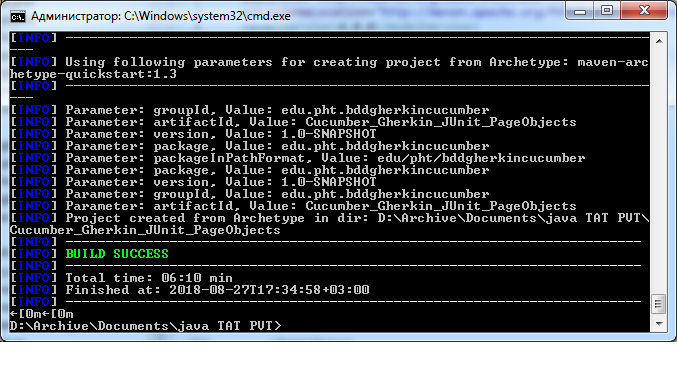 Администратор: C:\Windows\system32\cmd.exe
[INFO] ------------------------------------------------------------------------
---
[INFO] Using following parameters for creating project from Archetype: maven-arc
hetype-quickstart:1.3
[INFO] ------------------------------------------------------------------------
---
[INFO] Parameter: groupId, Value: edu.pht.bddgherkincucumber
[INFO] Parameter: artifactId, Value: Cucumber_Gherkin_JUnit_PageObjects
[INFO] Parameter: version, Value: 1.0-SNAPSHOT
[INFO] Parameter: package, Value: edu.pht.bddgherkincucumber
[INFO] Parameter: packageInPathFormat, Value: edu/pht/bddgherkincucumber
[INFO] Parameter: package, Value: edu.pht.bddgherkincucumber
[INFO] Parameter: version, Value: 1.0-SNAPSHOT
[INFO] Parameter: groupId, Value: edu.pht.bddgherkincucumber
[INFO] Parameter: artifactId, Value: Cucumber_Gherkin_JUnit_PageObjects
[INFO] Project created from Archetype in dir: D:\Archive\Documents\java TAT PVT\
Cucumber_Gherkin_JUnit_PageObjects
[INFO] ------------------------------------------------------------------------
[INFO] BUILD SUCCESS
[INFO] ------------------------------------------------------------------------
[INFO] Total time: 06:10 min
[INFO] Finished at: 2018-08-27T17:34:58+03:00
[INFO] ------------------------------------------------------------------------
←[0m←[0m
D:\Archive\Documents\java TAT PVT>